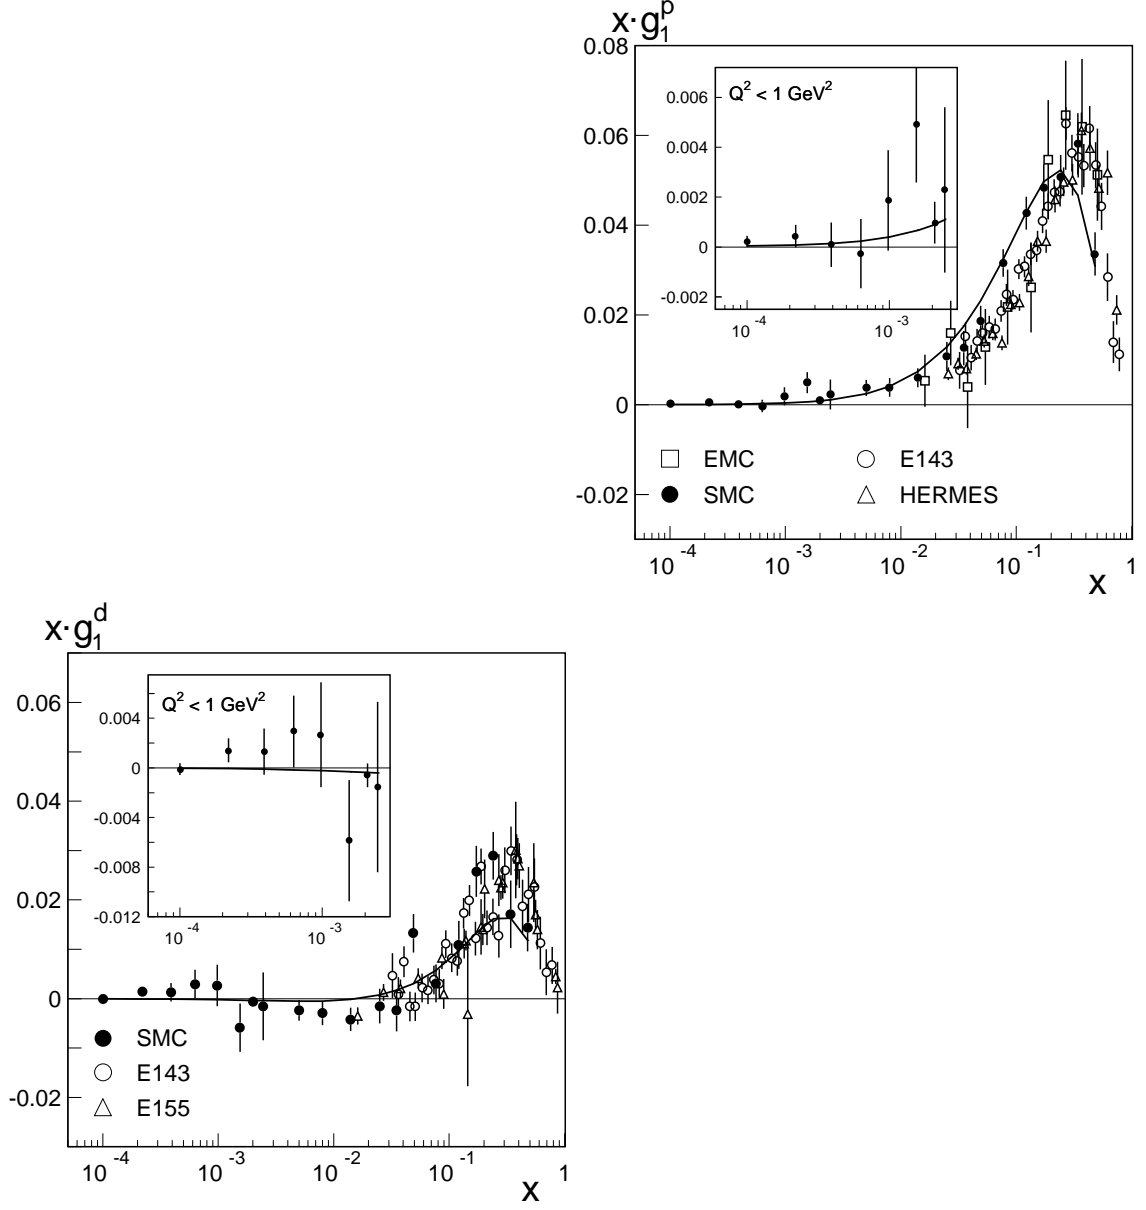 x·g₁ᵖ
0.08
0.06
0.04
0.02
0
-0.02
Q² < 1 GeV²
0.006
0.004
0.002
0
-0.002
10⁻⁴ 10⁻³
EMC E143
SMC HERMES
10⁻⁴ 10⁻³ 10⁻² 10⁻¹ 1
x
x·g₁ᵈ
0.06
0.04
0.02
0
-0.02
Q² < 1 GeV²
0.004
0
-0.004
-0.008
-0.012
10⁻⁴ 10⁻³
SMC
E143
E155
10⁻⁴ 10⁻³ 10⁻² 10⁻¹ 1
x